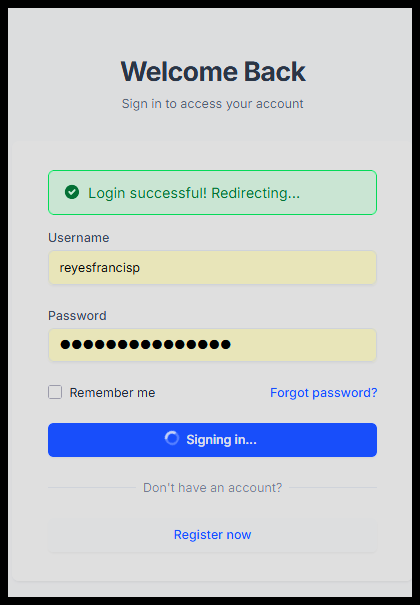 Welcome Back
Sign in to access your account
Login successful! Redirecting...
Username
reyesfrancisp
Password
●●●●●●●●●●●●●●●●
Remember me
Forgot password?
Signing in...
Don't have an account?
Register now